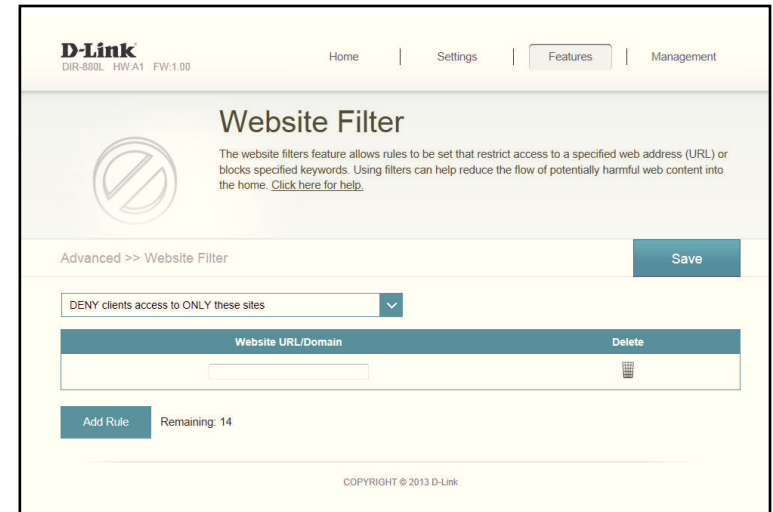 D-Link
DIR-880L HW:A1 FW:1.00
Home
Settings
Features
Management
Website Filter
The website filters feature allows rules to be set that restrict access to a specified web address (URL) or
blocks specified keywords. Using filters can help reduce the flow of potentially harmful web content into
the home. Click here for help.
Advanced >> Website Filter
Save
DENY clients access to ONLY these sites
Website URL/Domain
Delete
Add Rule
Remaining: 14
COPYRIGHT © 2013 D-Link